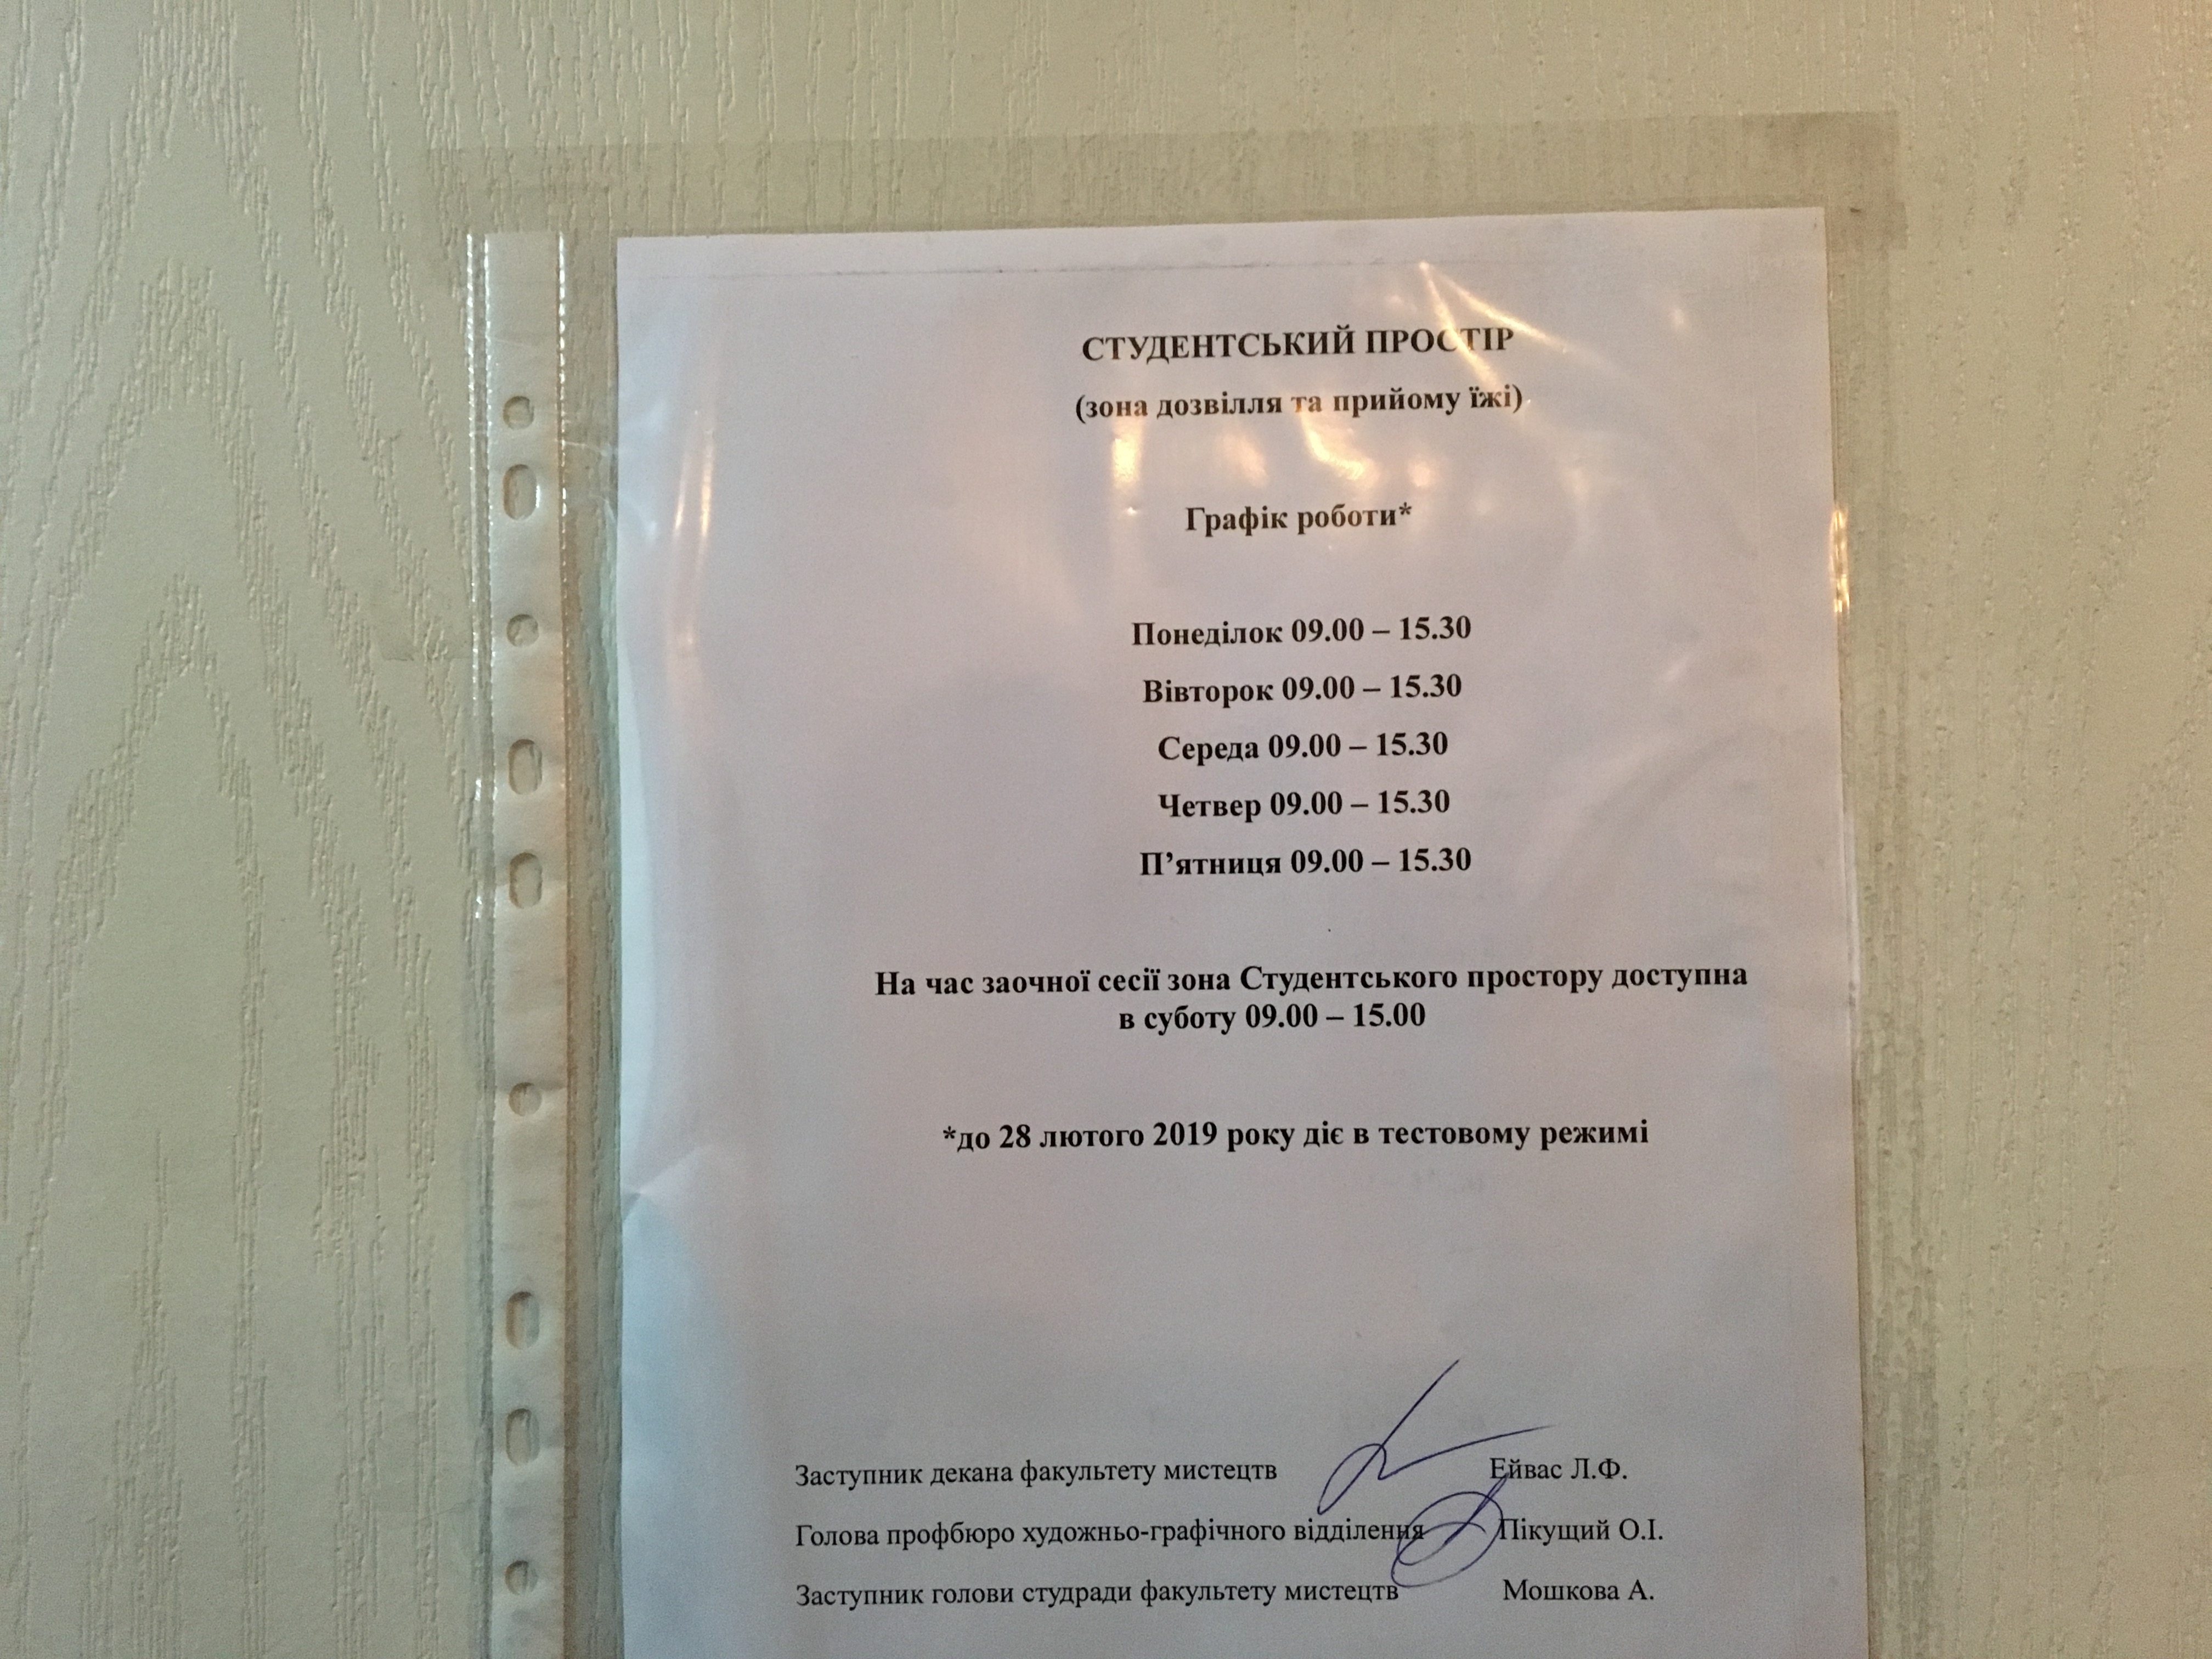 СТУДЕНТСЬКИЙ ПРОСТІР
(зона дозвілля та прийому їжі)
Графік роботи*
Понеділок 09.00 – 15.30
Вівторок 09.00 – 15.30
Середа 09.00 – 15.30
Четвер 09.00 – 15.30
П’ятниця 09.00 – 15.30
На час заочної сесії зона Студентського простору доступна
в суботу 09.00 – 15.00
*до 28 лютого 2019 року діє в тестовому режимі
Заступник декана факультету мистецтв Ейвас Л.Ф.
Голова профбюро художньо-графічного відділення Пікущий О.І.
Заступник голови студради факультету мистецтв Мошкова А.